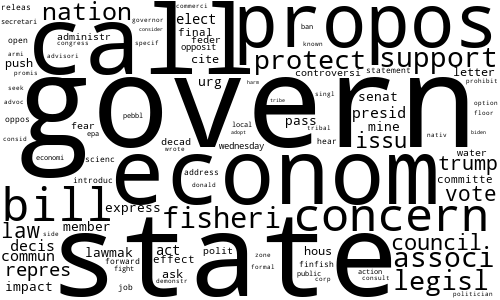 releas nation call propos governor commerci ban
secretari elect consider known
open administr final feder specif opposit
armi congress cite protect support
push advisori controversi statement letter
promis urg prohibit
seek govern harm singl senat option
advoc pebbl tribe presid floor
oppos fear epa decad pass mine nativ
consid wrote local tribal issu biden
economi scienc adopt hear water
wednesday econom trump
introduc address committe
donald vote
bill express fisheri concern
law side member council
decis lawmak act state polit zone hous associ
commun forward effect formal finfish
repres fight ask public action legisl
impact job demonstr corp consult politician